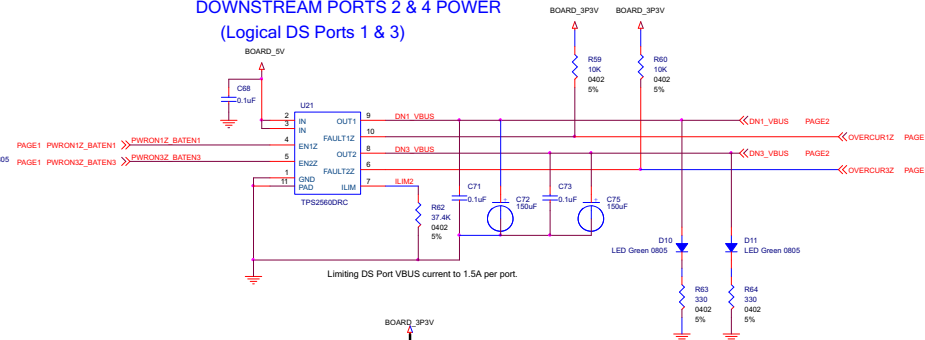 DOWNSTREAM PORTS 2 & 4 POWER
(Logical DS Ports 1 & 3)
BOARD_5V
BOARD_3P3V
BOARD_3P3V
C68
0.1uF
R59
10K
0402
5%
R60
10K
0402
5%
U21
2 IN
3 IN
4 EN1Z
5 EN2Z
1 GND
11 PAD
OUT1 9
FAULT1Z 10
OUT2 8
FAULT2Z 6
ILIM 7
TPS2560DRC
PAGE1 PWRON1Z_BATEN1 PWRON1Z_BATEN1
805 PAGE1 PWRON3Z_BATEN3 PWRON3Z_BATEN3
DN1_VBUS
DN3_VBUS
ILIM2
DN1_VBUS PAGE2
OVERCUR1Z PAGE
DN3_VBUS PAGE2
OVERCUR3Z PAGE
R62
37.4K
0402
5%
C71
0.1uF
C72
150uF
C73
0.1uF
C75
150uF
D10
LED Green 0805
D11
LED Green 0805
Limiting DS Port VBUS current to 1.5A per port.
R63
330
0402
5%
R64
330
0402
5%
BOARD_3P3V